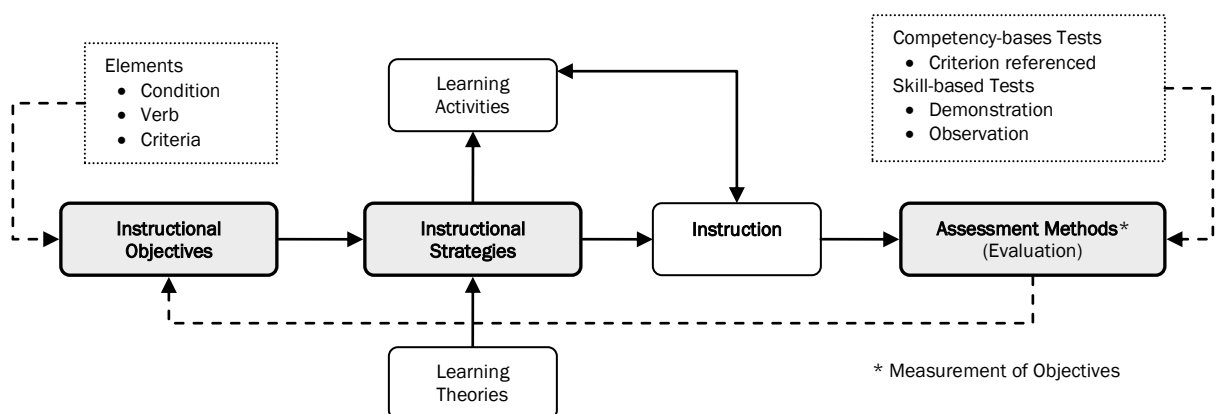 Elements
• Condition
• Verb
• Criteria
Learning
Activities
Competency-bases Tests
• Criterion referenced
Skill-based Tests
• Demonstration
• Observation
Instructional
Objectives
Instructional
Strategies
Instruction
Assessment Methods*
(Evaluation)
Learning
Theories
* Measurement of Objectives